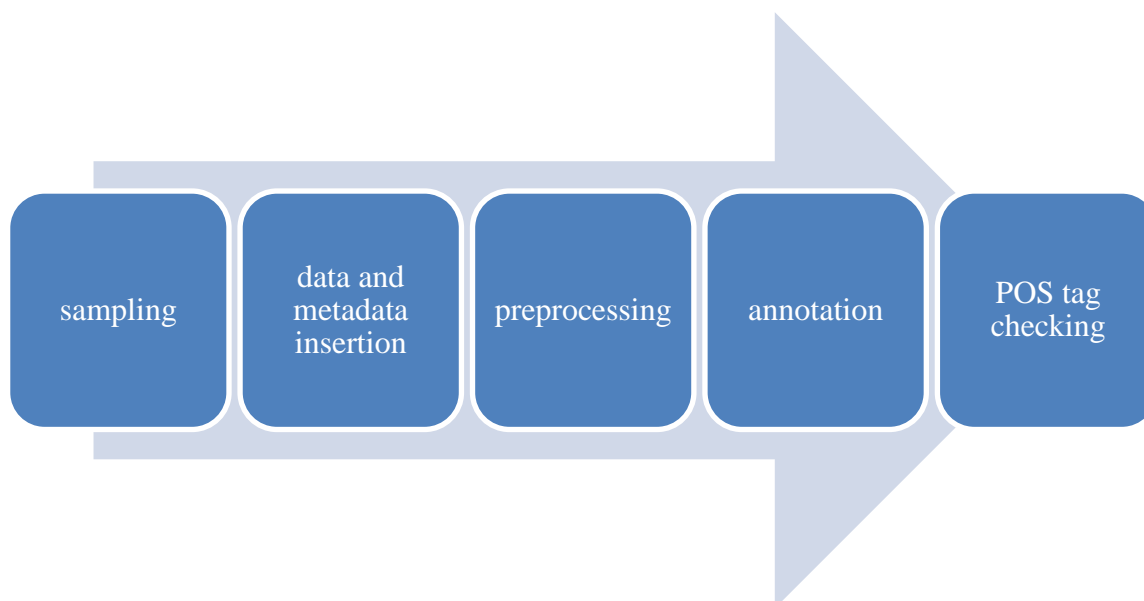 sampling
data and
metadata
insertion
preprocessing
annotation
POS tag
checking